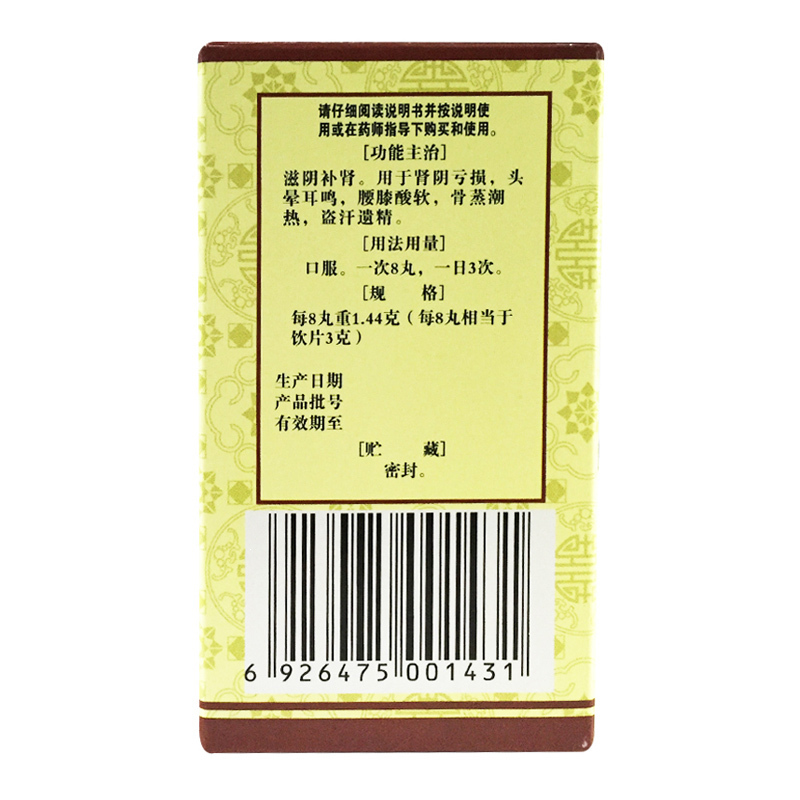 请仔细阅读说明书并按说明使
用或在药师指导下购买和使用。
[功能主治]
滋阴补肾。用于肾阴亏损，头
晕耳鸣，腰膝酸软，骨蒸潮
热，盗汗遗精。
[用法用量]
口服。一次8丸，一日3次。
[规　格]
每8丸重1.44克（每8丸相当于
饮片3克）
生产日期
产品批号
有效期至
[贮　藏]
密封。
6 926475 001431